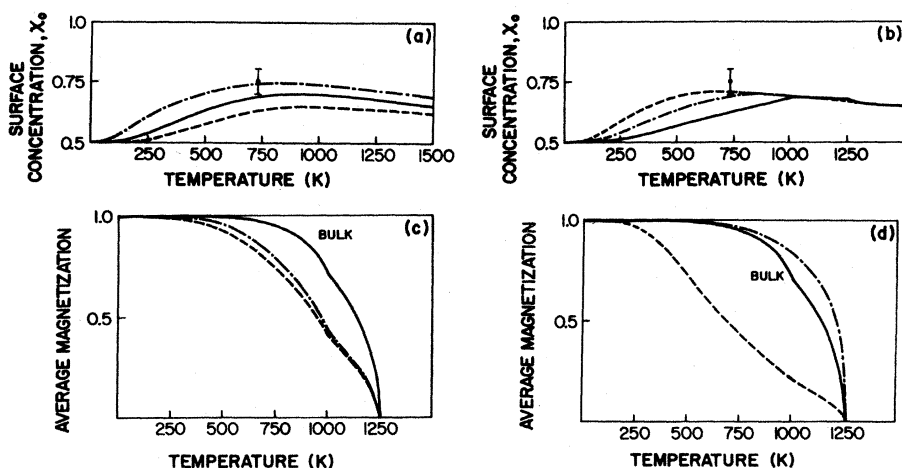 1.0
(a)
SURFACE
CONCENTRATION, X₀
0.75
0.5
250 500 750 1000 1250 1500
TEMPERATURE (K)
1.0
(b)
SURFACE
CONCENTRATION, X₀
0.75
0.5
250 500 750 1000 1250
TEMPERATURE (K)
1.0
(c)
BULK
AVERAGE MAGNETIZATION
0.5
250 500 750 1000 1250
TEMPERATURE (K)
1.0
(d)
BULK
AVERAGE MAGNETIZATION
0.5
250 500 750 1000 1250
TEMPERATURE (K)